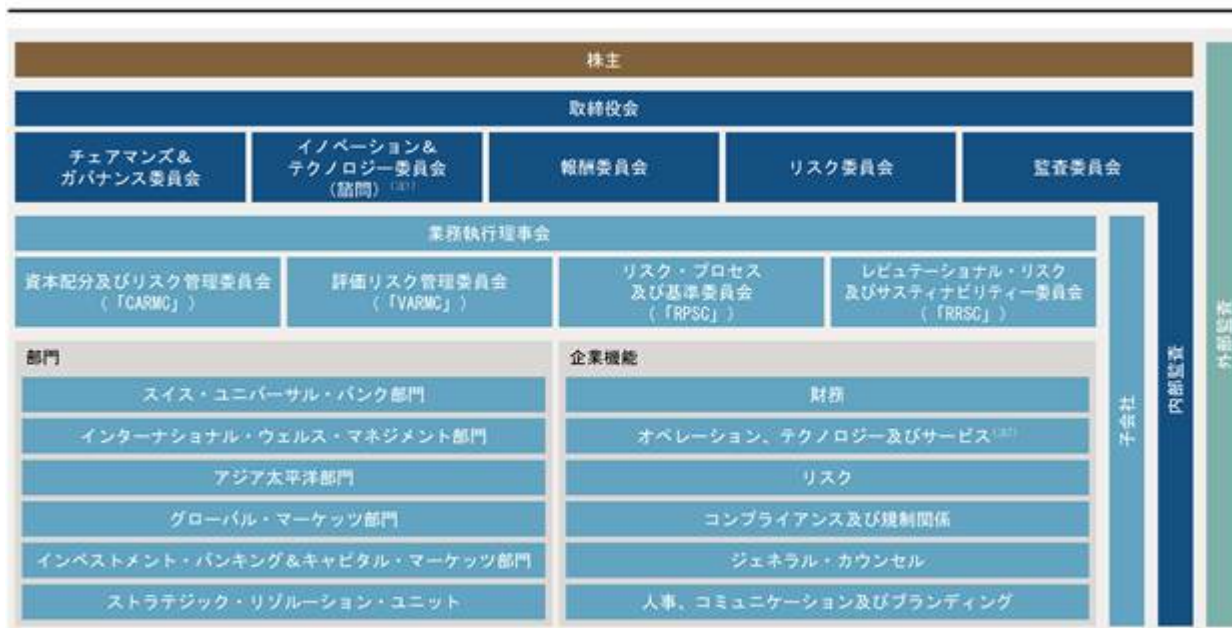 株主
取締役会
チェアマンズ＆
ガバナンス委員会
イノベーション＆
テクノロジー委員会
（諮問）（注1）
報酬委員会
リスク委員会
監査委員会
業務執行理事会
資本配分及びリスク管理委員会
（「CARMC」）
評価リスク管理委員会
（「VARMC」）
リスク・プロセス
及び基準委員会
（「RPSC」）
レピュテーショナル・リスク
及びサスティナビリティー委員会
（「RRSC」）
部門
スイス・ユニバーサル・バンク部門
インターナショナル・ウェルス・マネジメント部門
アジア太平洋部門
グローバル・マーケッツ部門
インベストメント・バンキング＆キャピタル・マーケッツ部門
ストラテジック・リゾルーション・ユニット
企業機能
財務
オペレーション、テクノロジー及びサービス（注2）
リスク
コンプライアンス及び規制関係
ジェネラル・カウンセル
人事、コミュニケーション及びブランディング
子会社
内部監査
外部監査